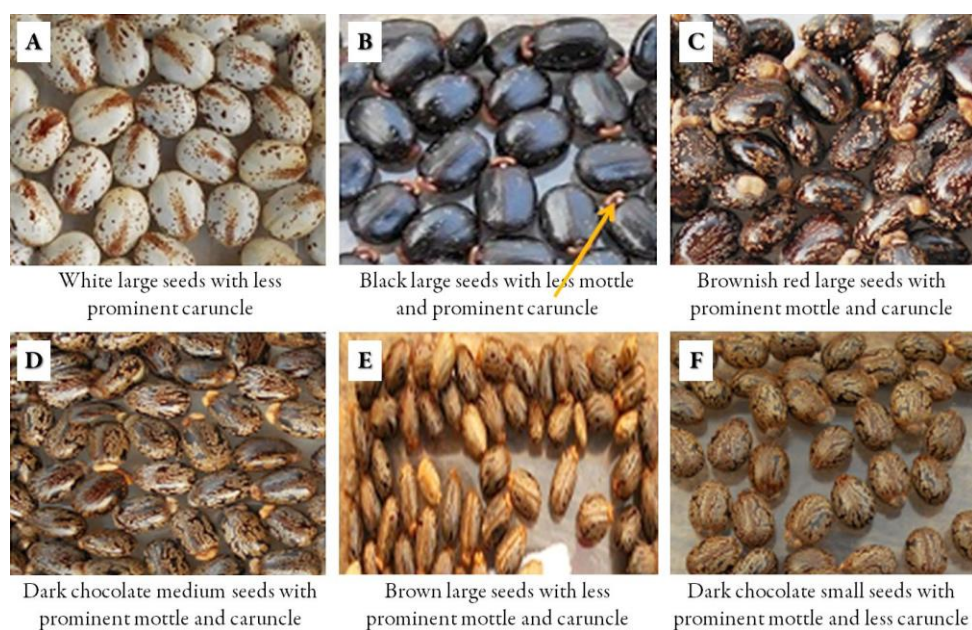 A
B
C
White large seeds with less
prominent caruncle
Black large seeds with less mottle
and prominent caruncle
Brownish red large seeds with
prominent mottle and caruncle
D
E
F
Dark chocolate medium seeds with
prominent mottle and caruncle
Brown large seeds with less
prominent mottle and caruncle
Dark chocolate small seeds with
prominent mottle and less caruncle